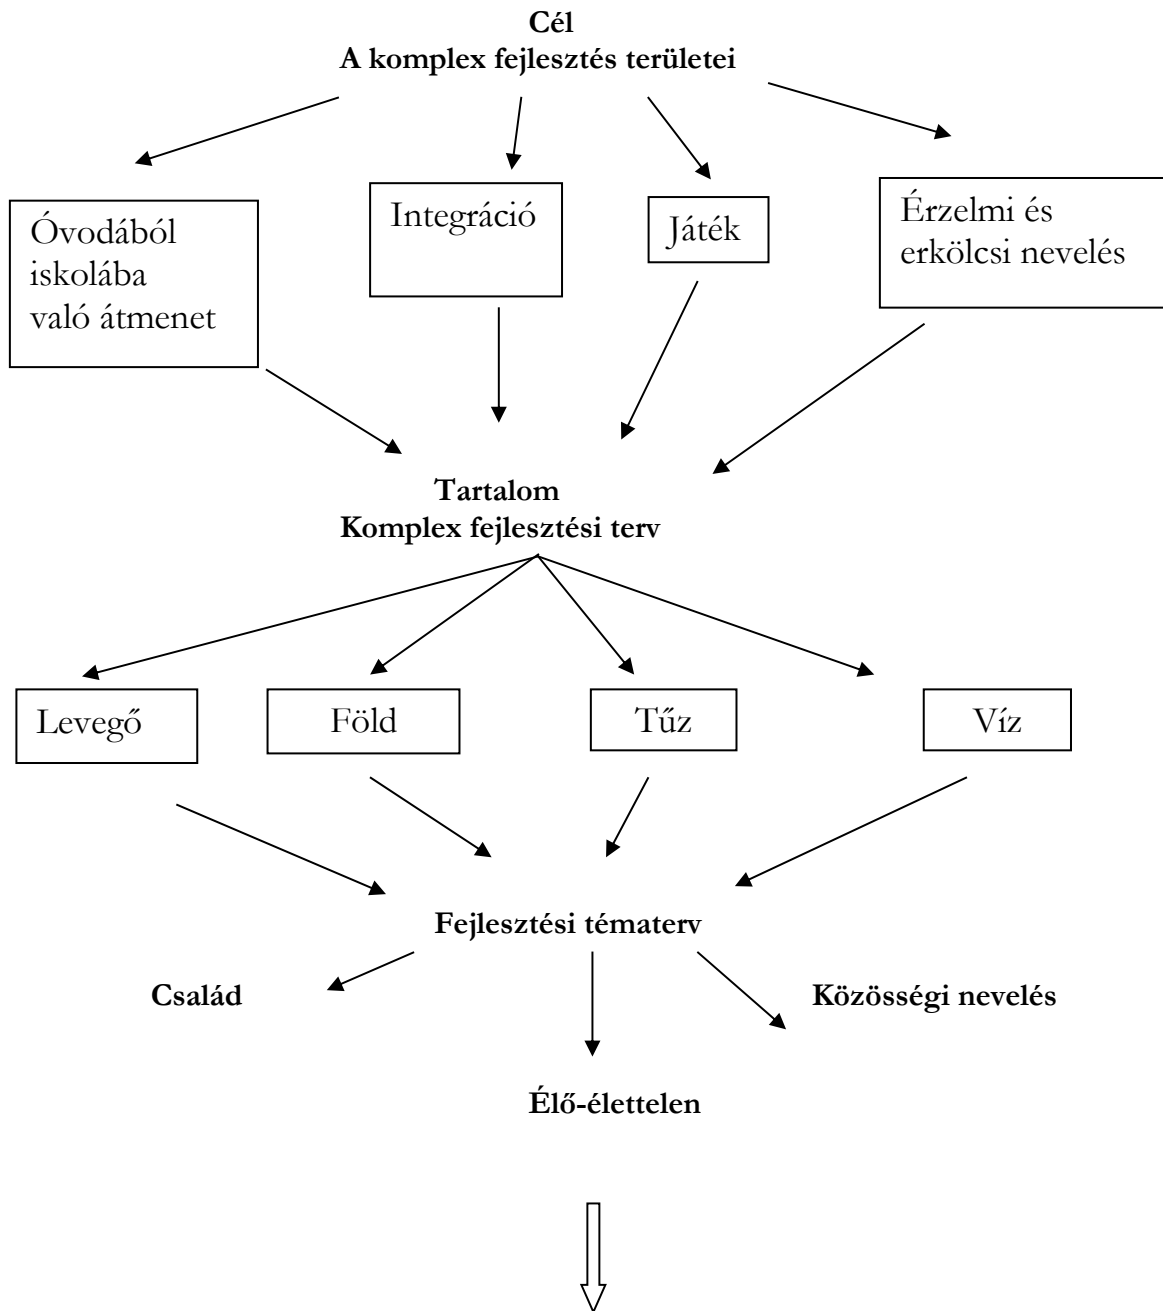 Cél
A komplex fejlesztés területei
Óvodából
iskolába
való átmenet
Integráció
Játék
Érzelmi és
erkölcsi nevelés
Tartalom
Komplex fejlesztési terv
Levegő
Föld
Tűz
Víz
Fejlesztési tématerv
Család
Közösségi nevelés
Élő-élettelen